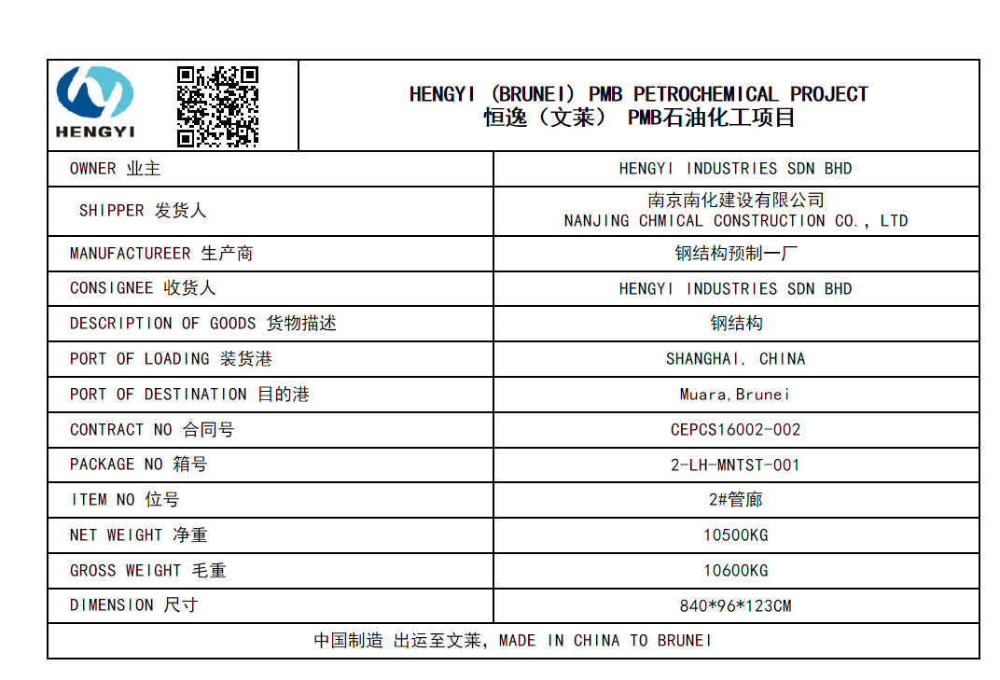 HENGYI
HENGYI (BRUNEI) PMB PETROCHEMICAL PROJECT
恒逸（文莱） PMB石油化工项目
OWNER 业主
HENGYI INDUSTRIES SDN BHD
SHIPPER 发货人
南京南化建设有限公司
NANJING CHMICAL CONSTRUCTION CO.，LTD
MANUFACTUREER 生产商
钢结构预制一厂
CONSIGNEE 收货人
HENGYI INDUSTRIES SDN BHD
DESCRIPTION OF GOODS 货物描述
钢结构
PORT OF LOADING 装货港
SHANGHAI, CHINA
PORT OF DESTINATION 目的港
Muara,Brunei
CONTRACT NO 合同号
CEPCS16002-002
PACKAGE NO 箱号
2-LH-MNTST-001
ITEM NO 位号
2#管廊
NET WEIGHT 净重
10500KG
GROSS WEIGHT 毛重
10600KG
DIMENSION 尺寸
840*96*123CM
中国制造 出运至文莱，MADE IN CHINA TO BRUNEI